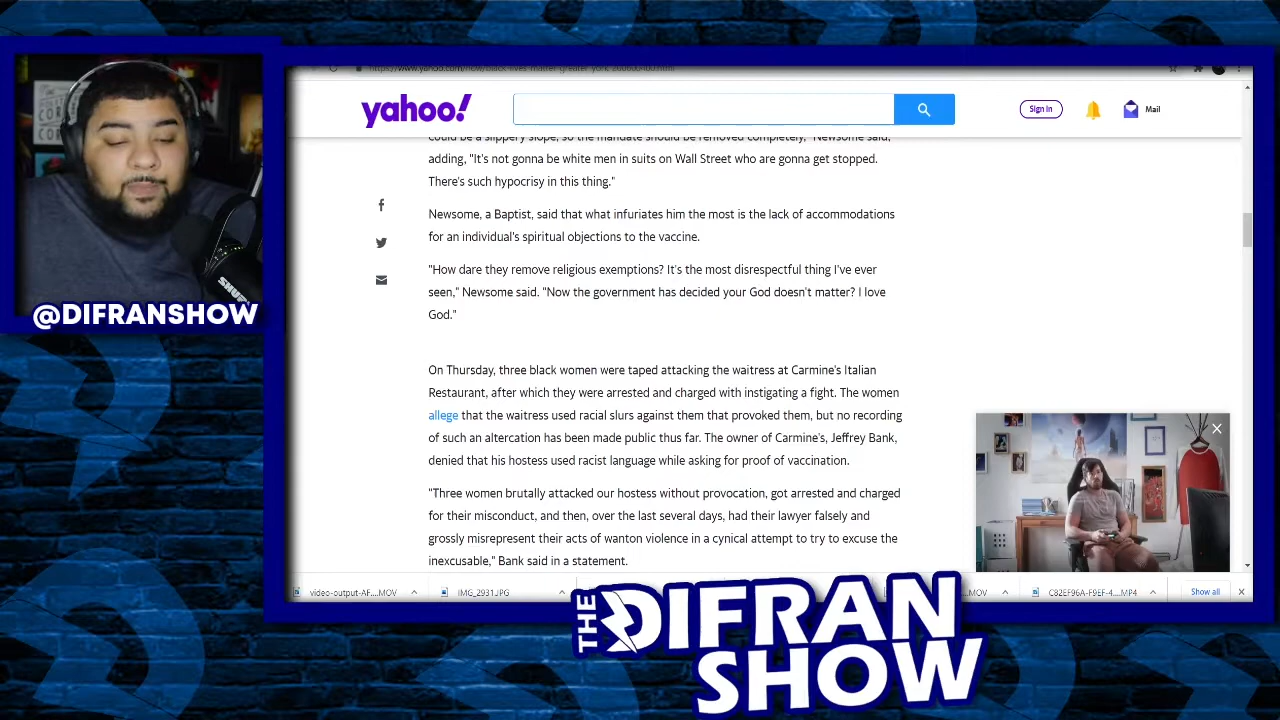 yahoo!
Sign In
Mail
could be a slippery slope, so the mandate should be removed completely," Newsome said,
adding, "It's not gonna be white men in suits on Wall Street who are gonna get stopped.
There's such hypocrisy in this thing."
Newsome, a Baptist, said that what infuriates him the most is the lack of accommodations
for an individual's spiritual objections to the vaccine.
"How dare they remove religious exemptions? It's the most disrespectful thing I've ever
seen," Newsome said. "Now the government has decided your God doesn't matter? I love
God."
On Thursday, three black women were taped attacking the waitress at Carmine's Italian
Restaurant, after which they were arrested and charged with instigating a fight. The women
allege that the waitress used racial slurs against them that provoked them, but no recording
of such an altercation has been made public thus far. The owner of Carmine's, Jeffrey Bank,
denied that his hostess used racist language while asking for proof of vaccination.
"Three women brutally attacked our hostess without provocation, got arrested and charged
for their misconduct, and then, over the last several days, had their lawyer falsely and
grossly misrepresent their acts of wanton violence in a cynical attempt to try to excuse the
inexcusable," Bank said in a statement.
video-output-AF....MOV
IMG_2931.JPG
....MOV
C82EF96A-F9EF-4....MP4
Show all
SHURE
@DIFRANSHOW
THE DIFRAN
SHOW